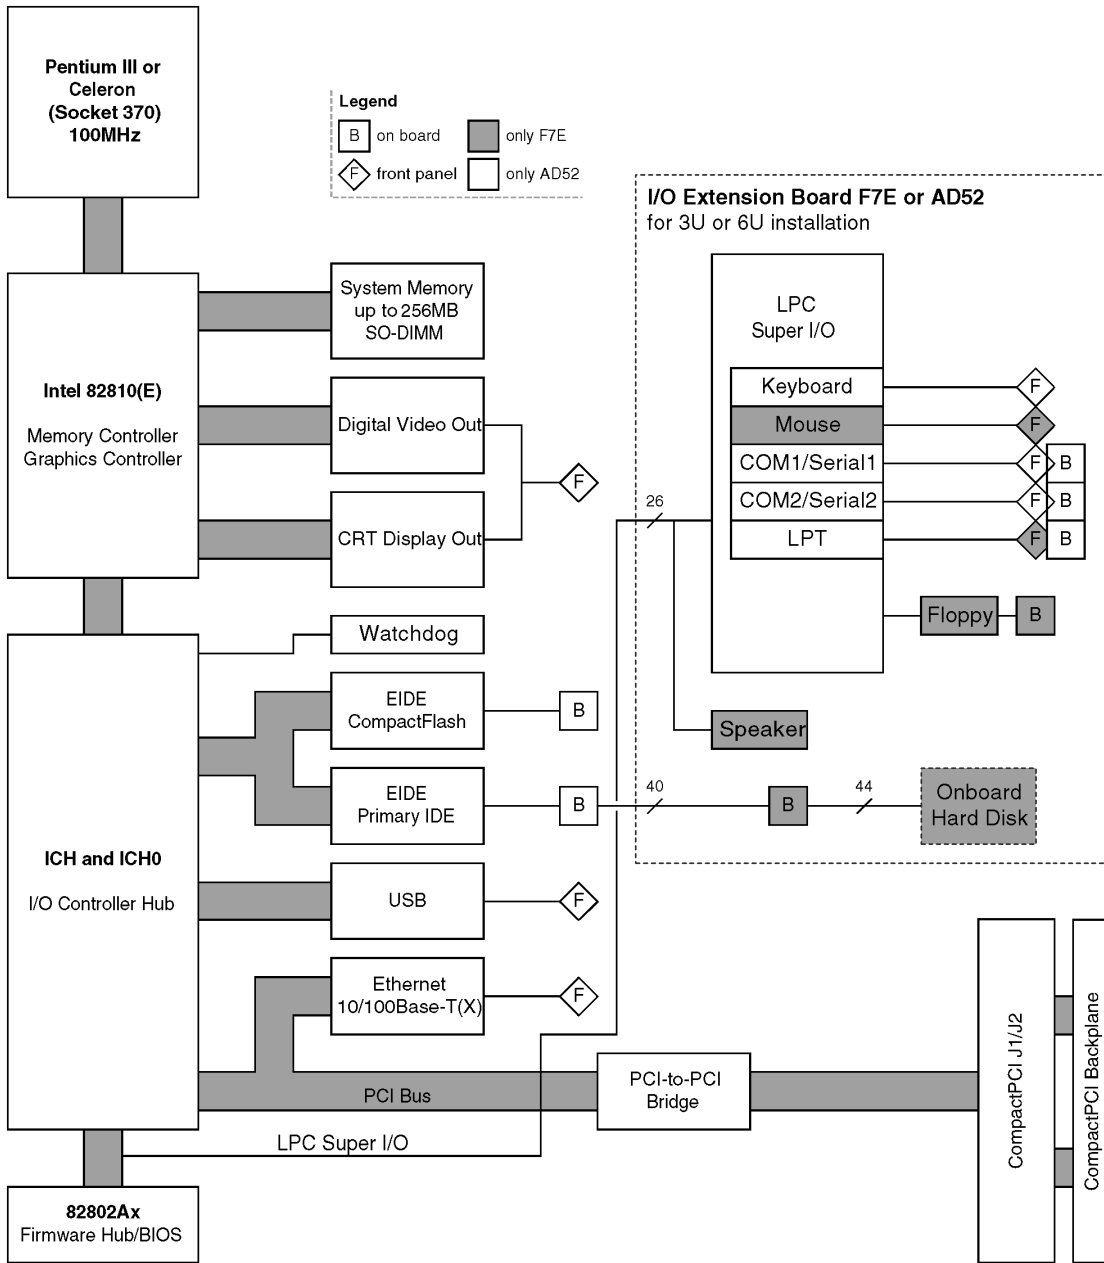 Pentium III or
Celeron
(Socket 370)
100MHz
Legend
B on board
only F7E
F front panel
only AD52
I/O Extension Board F7E or AD52
for 3U or 6U installation
LPC
Super I/O
Keyboard
F
Mouse
F
COM1/Serial1
F
B
COM2/Serial2
F
B
LPT
F
B
Floppy
B
26
Speaker
System Memory
up to 256MB
SO-DIMM
Intel 82810(E)
Memory Controller
Graphics Controller
Digital Video Out
F
CRT Display Out
Watchdog
EIDE
CompactFlash
B
EIDE
Primary IDE
B
40
B
44
Onboard
Hard Disk
ICH and ICH0
I/O Controller Hub
USB
F
Ethernet
10/100Base-T(X)
F
PCI Bus
PCI-to-PCI
Bridge
CompactPCI J1/J2
CompactPCI Backplane
LPC Super I/O
82802Ax
Firmware Hub/BIOS